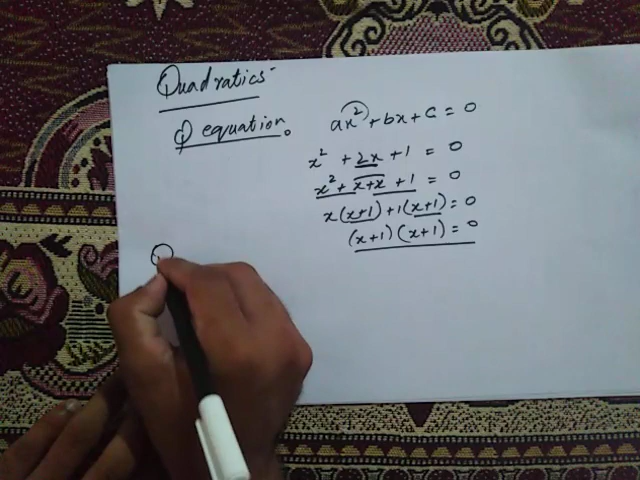 Quadratics
Q equation.
ax² + bx + c = 0
x² + 2x + 1 = 0
x² + x + x + 1 = 0
x(x+1) + 1(x+1) = 0
(x+1)(x+1) = 0